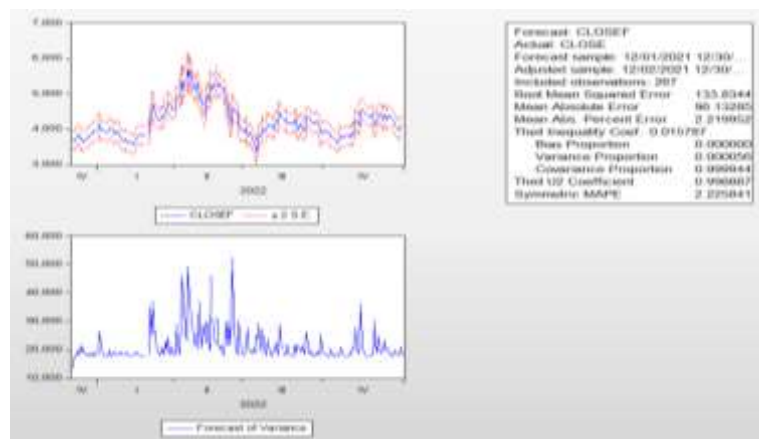 7,000
6,000
5,000
4,000
3,000
IV I II III IV
2022
CLOSEF ± 2 S.E.
60,000
50,000
40,000
30,000
20,000
10,000
IV I II III IV
2022
Forecast of Variance
Forecast: CLOSEF
Actual: CLOSE
Forecast sample: 12/01/2021 12/30/...
Adjusted sample: 12/02/2021 12/30/...
Included observations: 267
Root Mean Squared Error 133.8344
Mean Absolute Error
Mean Abs. Percent Error 2.219952
Theil Inequality Coef. 0.015787
Bias Proportion 0.000000
Variance Proportion 0.000056
Covariance Proportion 0.999944
Theil U2 Coefficient
Symmetric MAPE 2.225841